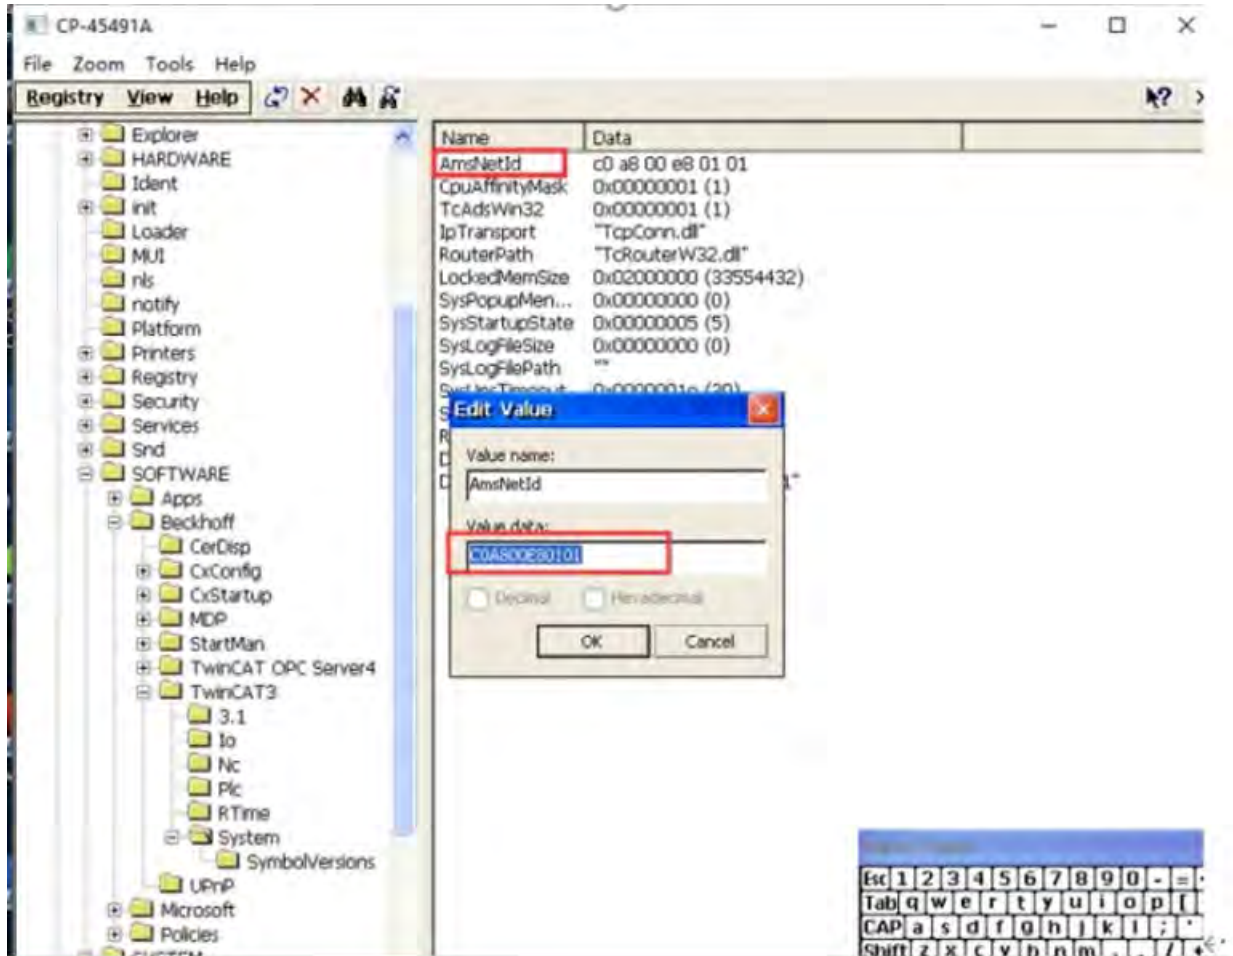 CP-45491A
File Zoom Tools Help
Registry View Help
Explorer
HARDWARE
Ident
init
Loader
MUI
nls
notify
Platform
Printers
Registry
Security
Services
Snd
SOFTWARE
Apps
Beckhoff
CerDisp
CxConfig
CxStartup
MDP
StartMan
TwinCAT OPC Server4
TwinCAT3
3.1
Io
Nc
Plc
RTime
System
SymbolVersions
UPnP
Microsoft
Policies
Name Data
AmsNetId c0 a8 00 e8 01 01
CpuAffinityMask 0x00000001 (1)
TcAdsWin32 0x00000001 (1)
IpTransport "TcpConn.dll"
RouterPath "TcRouterW32.dll"
LockedMemSize 0x02000000 (33554432)
SysPopupMen... 0x00000000 (0)
SysStartupState 0x00000005 (5)
SysLogFileSize 0x00000000 (0)
SysLogFilePath ""
Edit Value
Value name:
AmsNetId
Value data:
C0A800E80101
Decimal Hexadecimal
OK Cancel
Esc 1 2 3 4 5 6 7 8 9 0 - =
Tab q w e r t y u i o p [
CAP a s d f g h j k l ; '
Shift z x c v b n m , . /